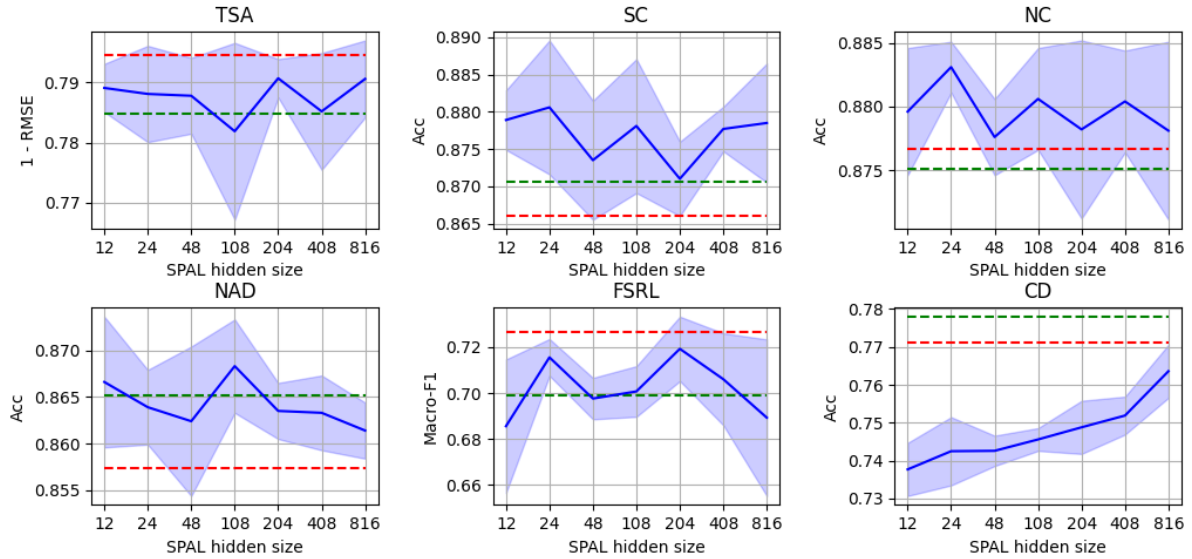 TSA
1 - RMSE
0.79
0.78
0.77
12 24 48 108 204 408 816
SPAL hidden size
SC
Acc
0.890
0.885
0.880
0.875
0.870
0.865
12 24 48 108 204 408 816
SPAL hidden size
NC
Acc
0.885
0.880
0.875
12 24 48 108 204 408 816
SPAL hidden size
NAD
Acc
0.870
0.865
0.860
0.855
12 24 48 108 204 408 816
SPAL hidden size
FSRL
Macro-F1
0.72
0.70
0.68
0.66
12 24 48 108 204 408 816
SPAL hidden size
CD
Acc
0.78
0.77
0.76
0.75
0.74
0.73
12 24 48 108 204 408 816
SPAL hidden size